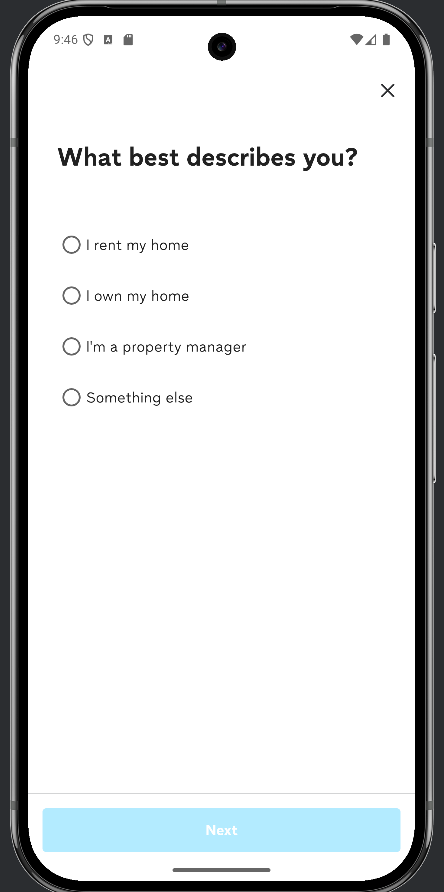 9:46
What best describes you?
I rent my home
I own my home
I'm a property manager
Something else
Next